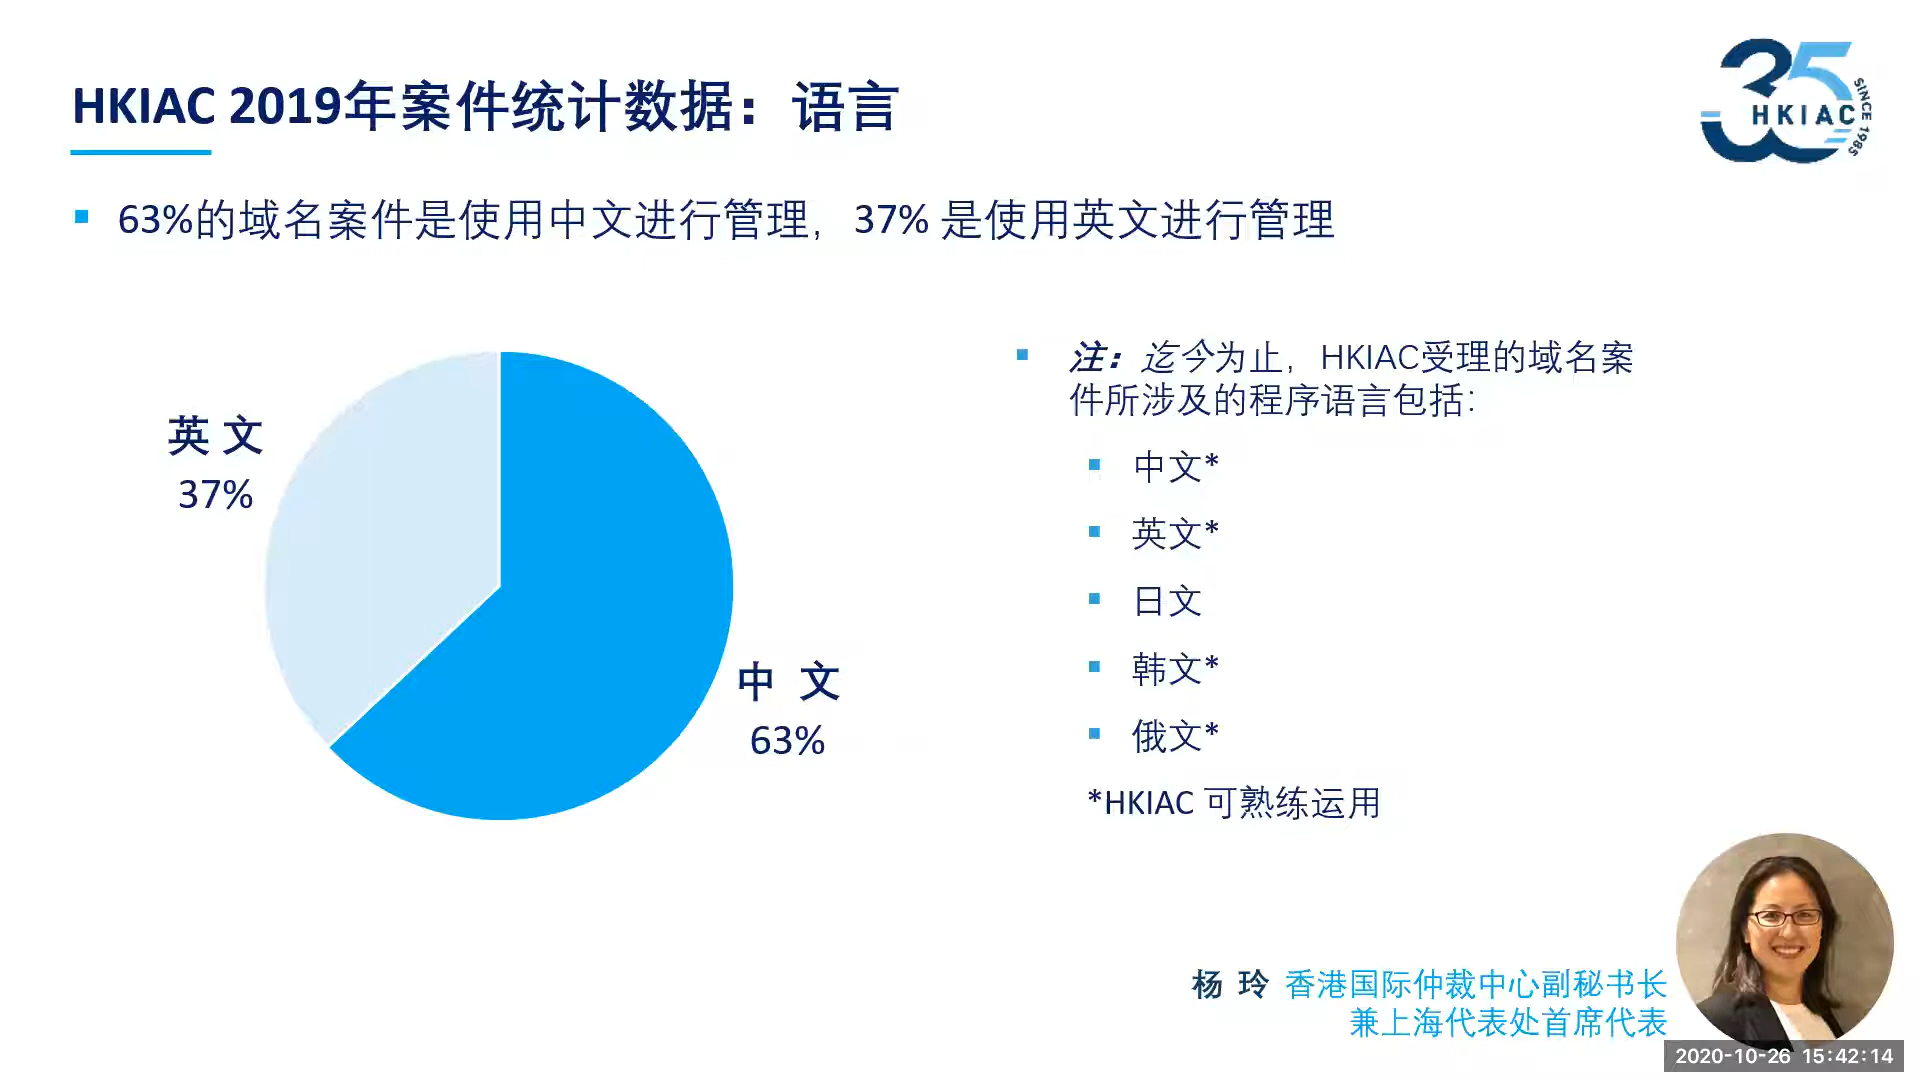 HKIAC 2019年案件统计数据：语言
35
HKIAC
SINCE 1985
63%的域名案件是使用中文进行管理，37% 是使用英文进行管理
英文
37%
中文
63%
注：迄今为止，HKIAC受理的域名案
件所涉及的程序语言包括：
中文*
英文*
日文
韩文*
俄文*
*HKIAC 可熟练运用
杨 玲 香港国际仲裁中心副秘书长
兼上海代表处首席代表
2020-10-26 15:42:14